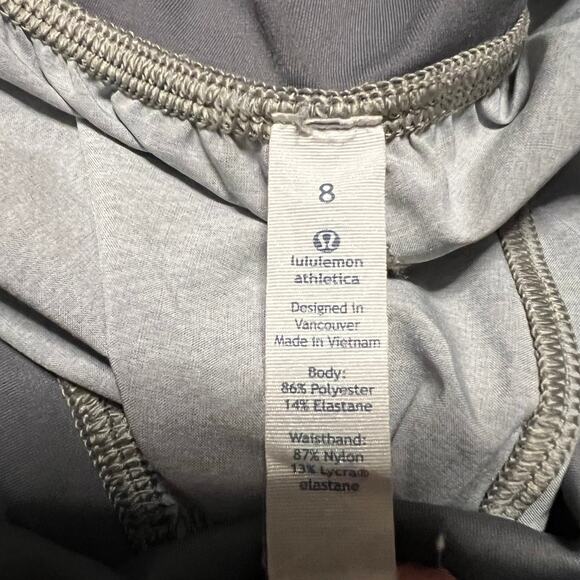 8
lululemon
athletica
Designed in
Vancouver
Made in Vietnam
Body:
86% Polyester
14% Elastane
Waistband:
87% Nylon
13% Lycra®
elastane